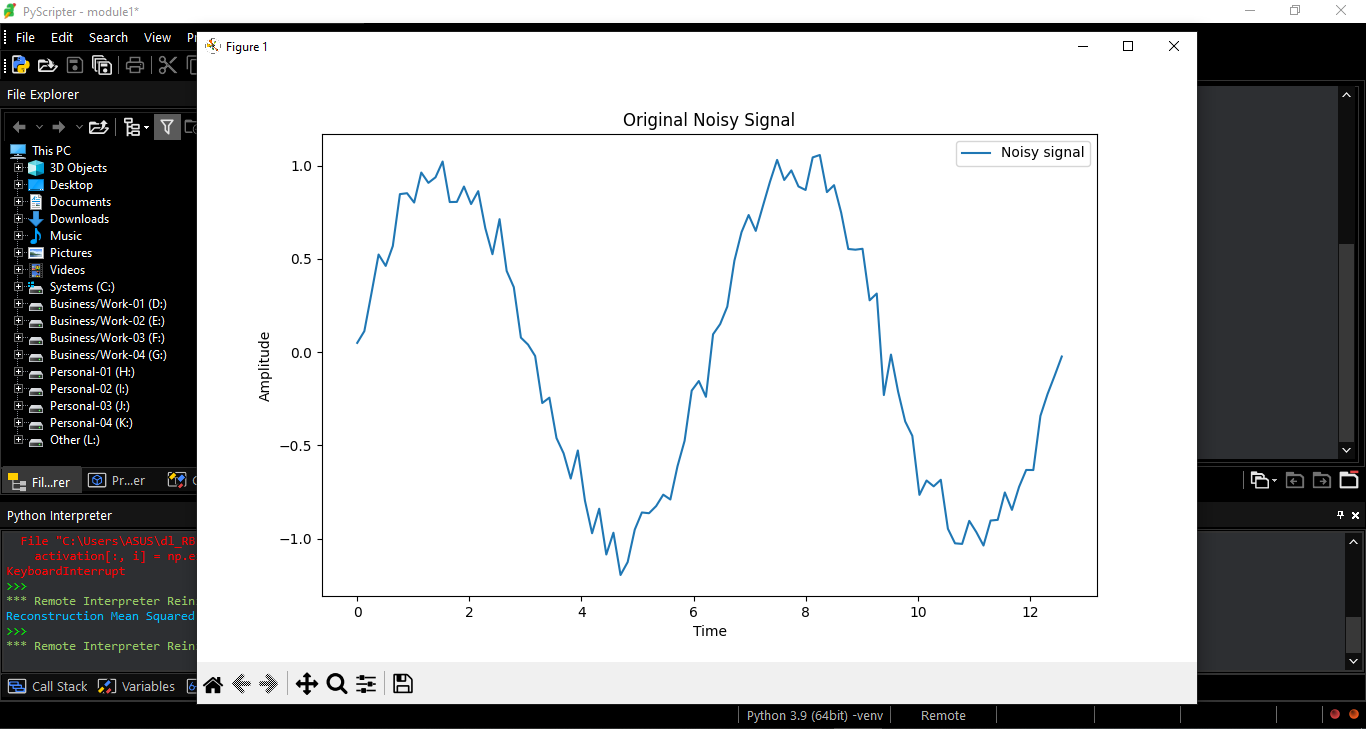 PyScripter - module1*
File Edit Search View
Figure 1
File Explorer
This PC
3D Objects
Desktop
Documents
Downloads
Music
Pictures
Videos
Systems (C:)
Business/Work-01 (D:)
Business/Work-02 (E:)
Business/Work-03 (F:)
Business/Work-04 (G:)
Personal-01 (H:)
Personal-02 (I:)
Personal-03 (J:)
Personal-04 (K:)
Other (L:)
Fil...rer Pr...er
Original Noisy Signal
Noisy signal
1.0
0.5
0.0
−0.5
−1.0
Amplitude
0 2 4 6 8 10 12
Time
Python Interpreter
File "C:\Users\ASUS\dl_RB
activation[:, i] = np.e
KeyboardInterrupt
>>>
*** Remote Interpreter Rein
Reconstruction Mean Squared
>>>
*** Remote Interpreter Rein
Call Stack Variables
Python 3.9 (64bit) -venv Remote